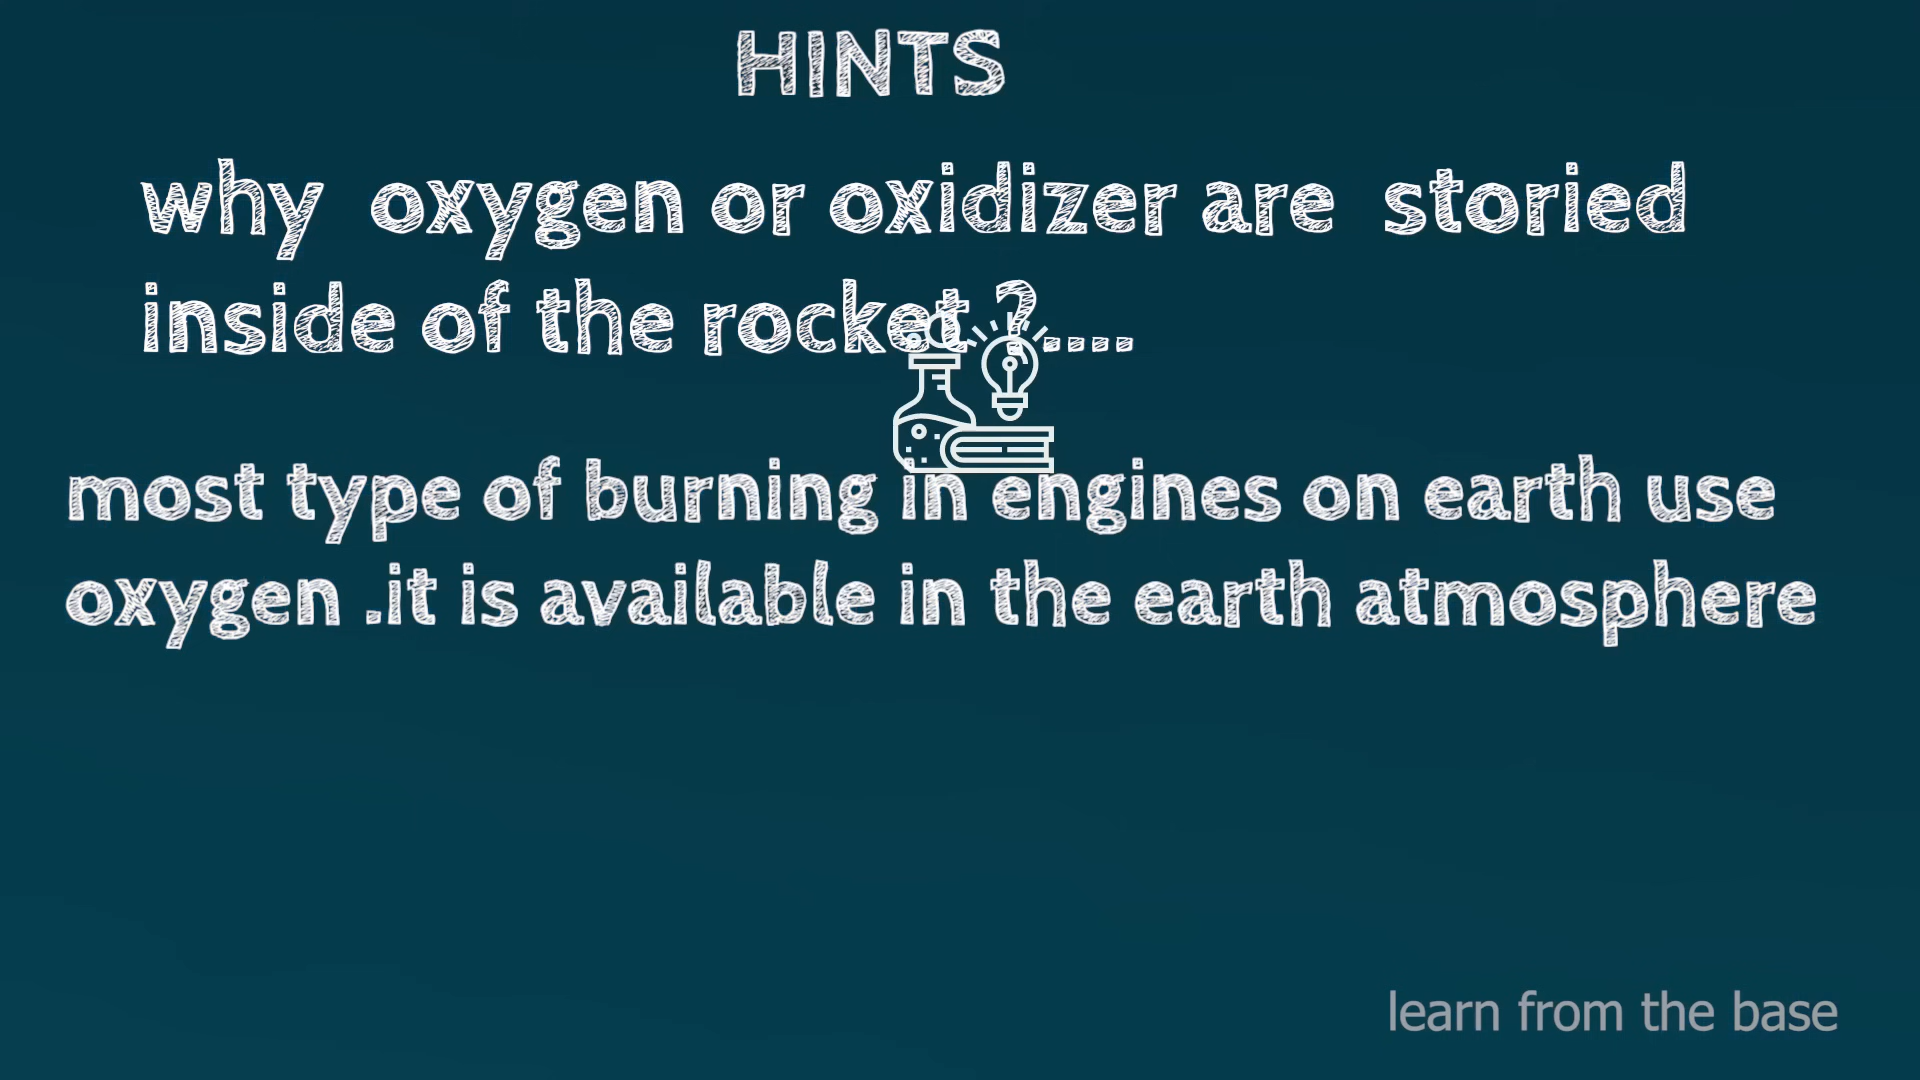 HINTS
why oxygen or oxidizer are storied
inside of the rocket ?....
most type of burning in engines on earth use
oxygen .it is available in the earth atmosphere
learn from the base